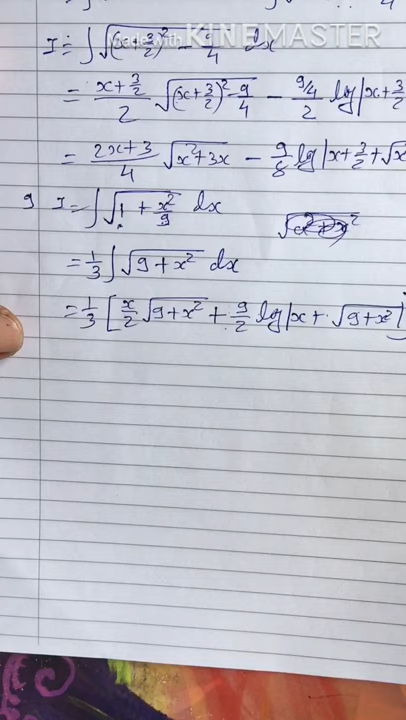 Made with KINEMASTER
I = ∫ √((x+3/2)² - 9/4) dx
= (x+3/2)/2 √((x+3/2)² - 9/4) - (9/4)/2 log|x+3/2
= (2x+3)/4 √(x²+3x) - 9/8 log|x+3/2+√x
9 I = ∫ √(1 + x²/9) dx
= 1/3 ∫ √(9+x²) dx
= 1/3 [x/2 √(9+x²) + 9/2 log|x + √(9+x²)|